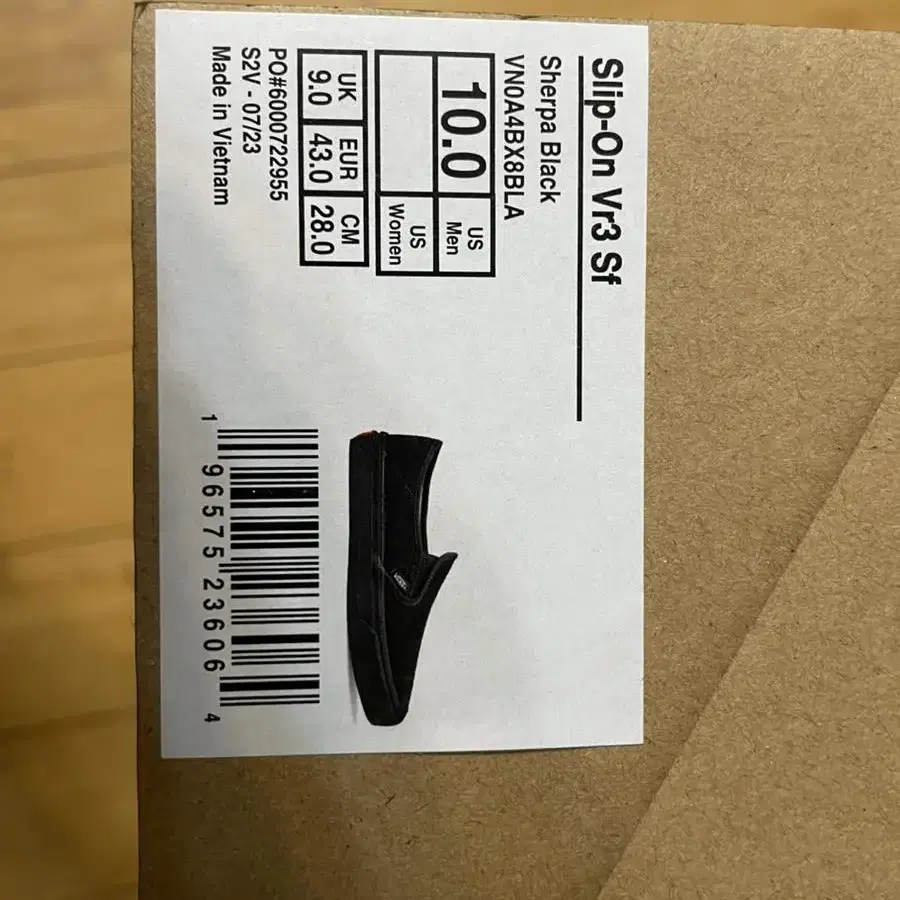 Slip-On Vr3 Sf
Sherpa Black
VN0A4BX8BLA
10.0 US Men
US Women
UK EUR CM
9.0 43.0 28.0
PO#6000722955
S2V - 07/23
Made in Vietnam
1 96575 23606 4